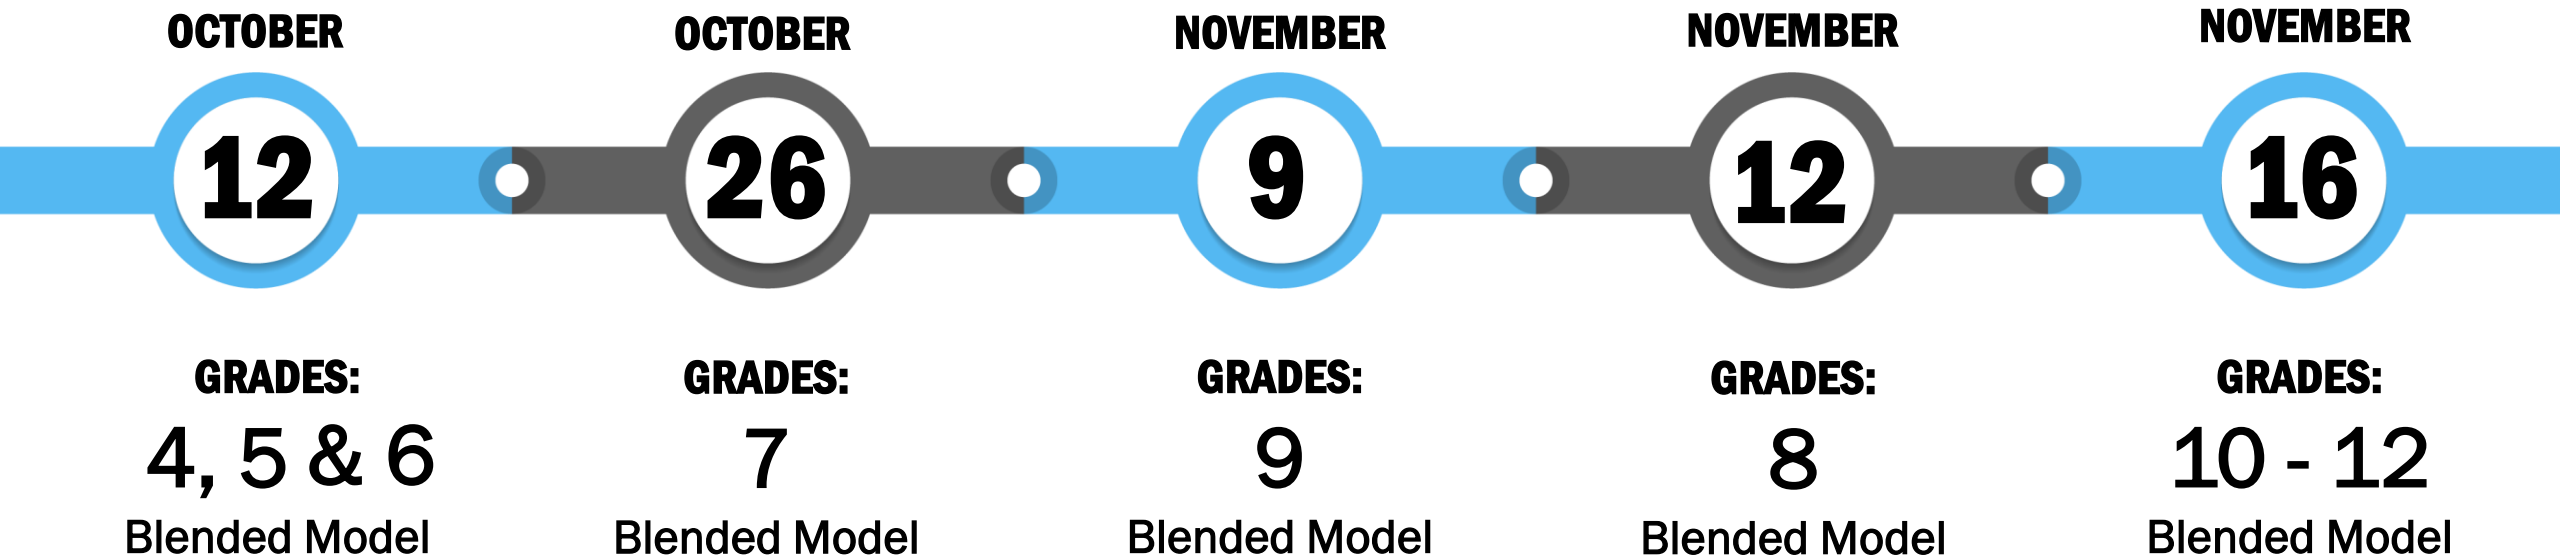 OCTOBER
12
GRADES:
4, 5 & 6
Blended Model
OCTOBER
26
GRADES:
7
Blended Model
NOVEMBER
9
GRADES:
9
Blended Model
NOVEMBER
12
GRADES:
8
Blended Model
NOVEMBER
16
GRADES:
10 - 12
Blended Model